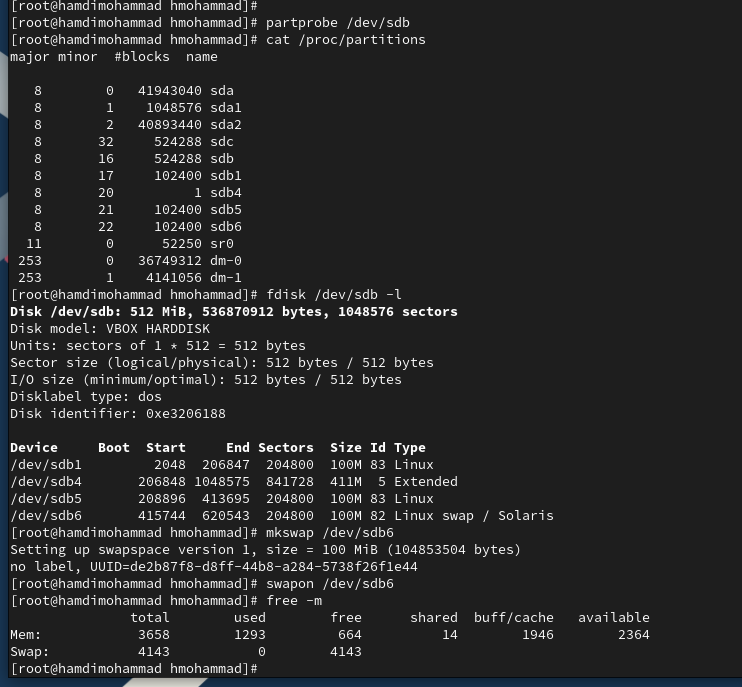 [root@hamdimohammad hmohammad]#
[root@hamdimohammad hmohammad]# partprobe /dev/sdb
[root@hamdimohammad hmohammad]# cat /proc/partitions
major minor  #blocks  name
   8        0   41943040 sda
   8        1    1048576 sda1
   8        2   40893440 sda2
   8       32     524288 sdc
   8       16     524288 sdb
   8       17     102400 sdb1
   8       20          1 sdb4
   8       21     102400 sdb5
   8       22     102400 sdb6
  11        0      52250 sr0
 253        0   36749312 dm-0
 253        1    4141056 dm-1
[root@hamdimohammad hmohammad]# fdisk /dev/sdb -l
Disk /dev/sdb: 512 MiB, 536870912 bytes, 1048576 sectors
Disk model: VBOX HARDDISK
Units: sectors of 1 * 512 = 512 bytes
Sector size (logical/physical): 512 bytes / 512 bytes
I/O size (minimum/optimal): 512 bytes / 512 bytes
Disklabel type: dos
Disk identifier: 0xe3206188
Device     Boot  Start     End Sectors  Size Id Type
/dev/sdb1         2048  206847  204800  100M 83 Linux
/dev/sdb4       206848 1048575  841728  411M  5 Extended
/dev/sdb5       208896  413695  204800  100M 83 Linux
/dev/sdb6       415744  620543  204800  100M 82 Linux swap / Solaris
[root@hamdimohammad hmohammad]# mkswap /dev/sdb6
Setting up swapspace version 1, size = 100 MiB (104853504 bytes)
no label, UUID=de2b87f8-d8ff-44b8-a284-5738f26f1e44
[root@hamdimohammad hmohammad]# swapon /dev/sdb6
[root@hamdimohammad hmohammad]# free -m
               total        used        free      shared  buff/cache   available
Mem:            3658        1293         664          14        1946        2364
Swap:           4143           0        4143
[root@hamdimohammad hmohammad]#